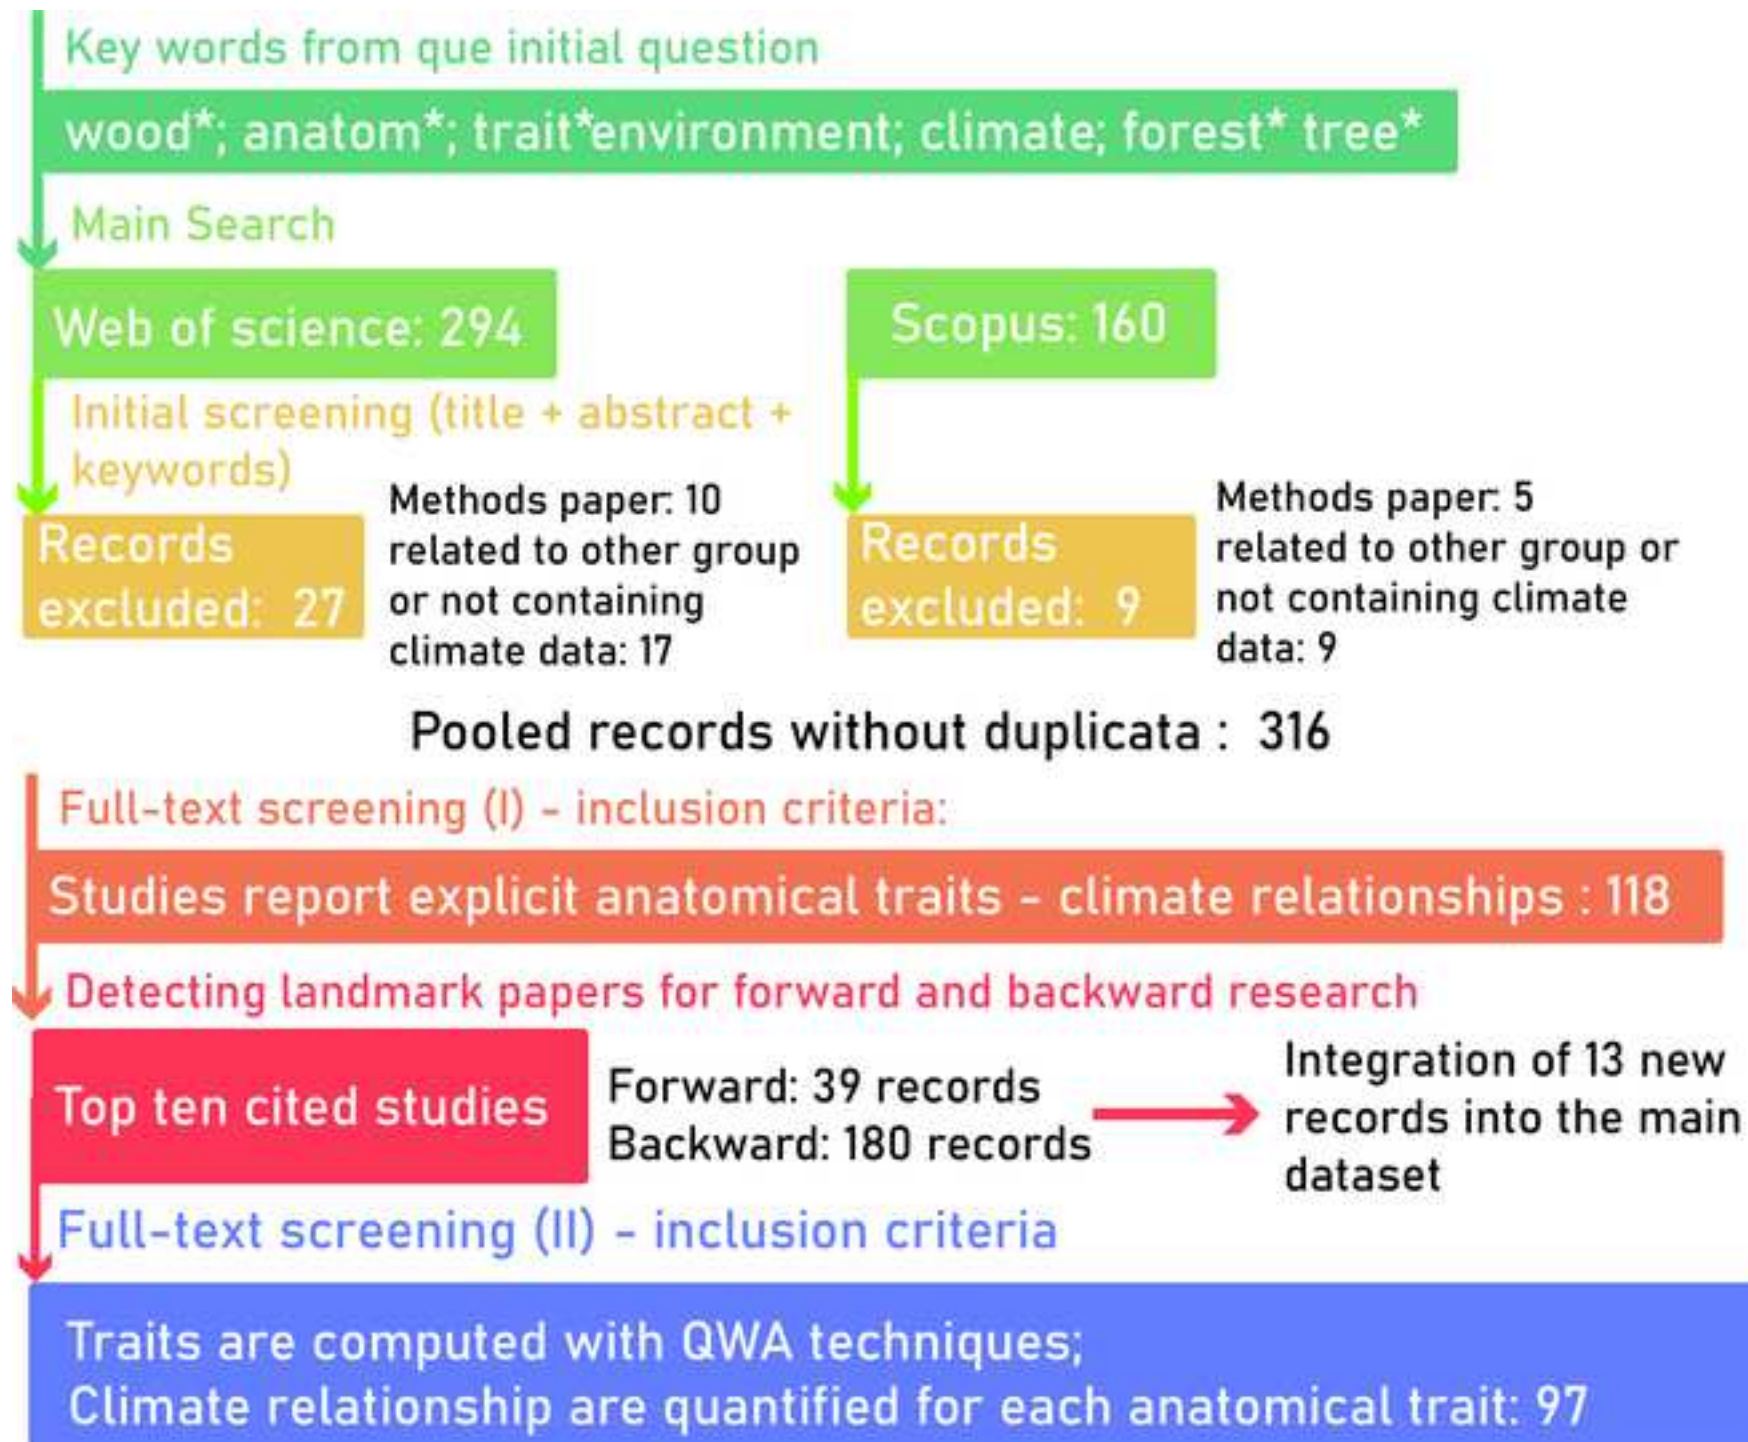 Key words from que initial question
wood*; anatom*; trait*environment; climate; forest* tree*
Main Search
Web of science: 294
Scopus: 160
Initial screening (title + abstract +
keywords)
Records
excluded: 27
Methods paper: 10
related to other group
or not containing
climate data: 17
Records
excluded: 9
Methods paper: 5
related to other group or
not containing climate
data: 9
Pooled records without duplicata : 316
Full-text screening (I) - inclusion criteria:
Studies report explicit anatomical traits - climate relationships : 118
Detecting landmark papers for forward and backward research
Top ten cited studies
Forward: 39 records
Backward: 180 records
Integration of 13 new
records into the main
dataset
Full-text screening (II) - inclusion criteria
Traits are computed with QWA techniques;
Climate relationship are quantified for each anatomical trait: 97